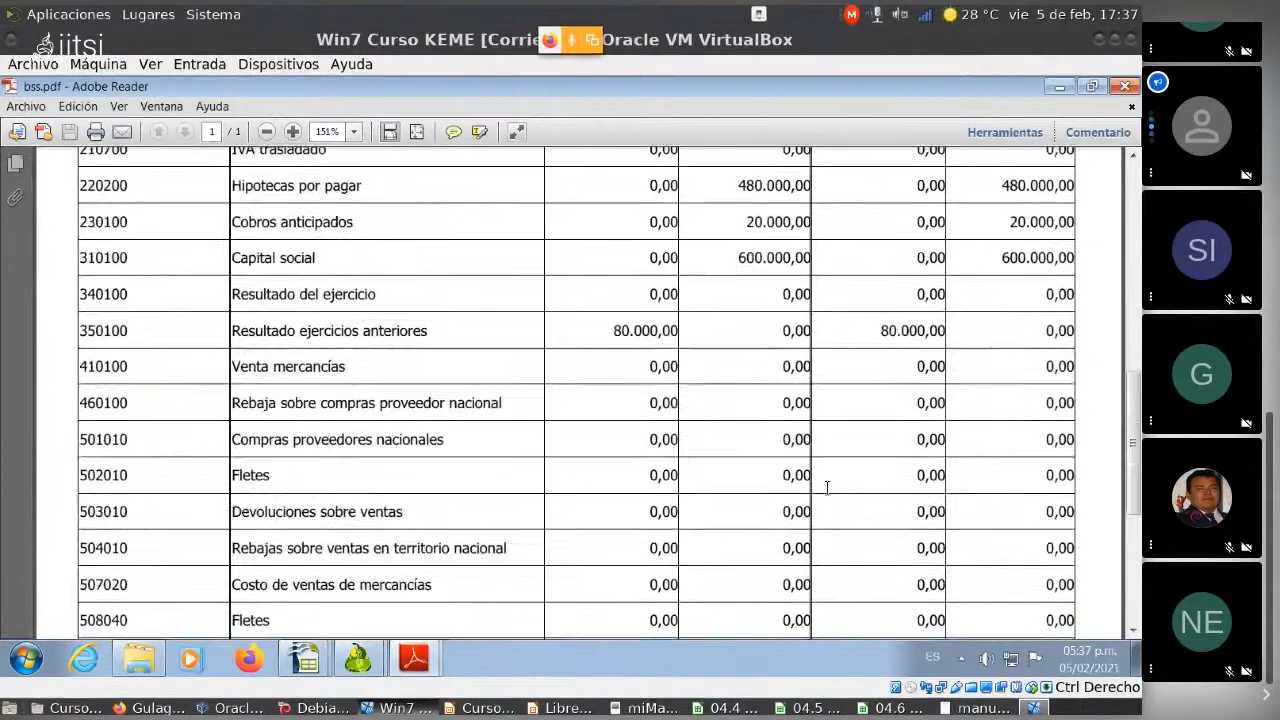 Aplicaciones Lugares Sistema M 28 °C vie 5 de feb, 17:37
jitsi
Win7 Curso KEME [Corrie Oracle VM VirtualBox
Archivo Máquina Ver Entrada Dispositivos Ayuda
bss.pdf - Adobe Reader
Archivo Edición Ver Ventana Ayuda
1 / 1 151% Herramientas Comentario
210700 IVA trasladado 0,00 0,00 0,00 0,00
220200 Hipotecas por pagar 0,00 480.000,00 0,00 480.000,00
230100 Cobros anticipados 0,00 20.000,00 0,00 20.000,00
310100 Capital social 0,00 600.000,00 0,00 600.000,00
340100 Resultado del ejercicio 0,00 0,00 0,00 0,00
350100 Resultado ejercicios anteriores 80.000,00 0,00 80.000,00 0,00
410100 Venta mercancías 0,00 0,00 0,00 0,00
460100 Rebaja sobre compras proveedor nacional 0,00 0,00 0,00 0,00
501010 Compras proveedores nacionales 0,00 0,00 0,00 0,00
502010 Fletes 0,00 0,00 0,00 0,00
503010 Devoluciones sobre ventas 0,00 0,00 0,00 0,00
504010 Rebajas sobre ventas en territorio nacional 0,00 0,00 0,00 0,00
507020 Costo de ventas de mercancías 0,00 0,00 0,00 0,00
508040 Fletes 0,00 0,00 0,00 0,00
SI
G
NE
ES 05:37 p.m.
05/02/2021
Ctrl Derecho
Curso... Gulag... Oracl... Debia... Win7 ... Curso... Libre... miMa... 04.4 ... 04.5 ... 04.6 ... manu...